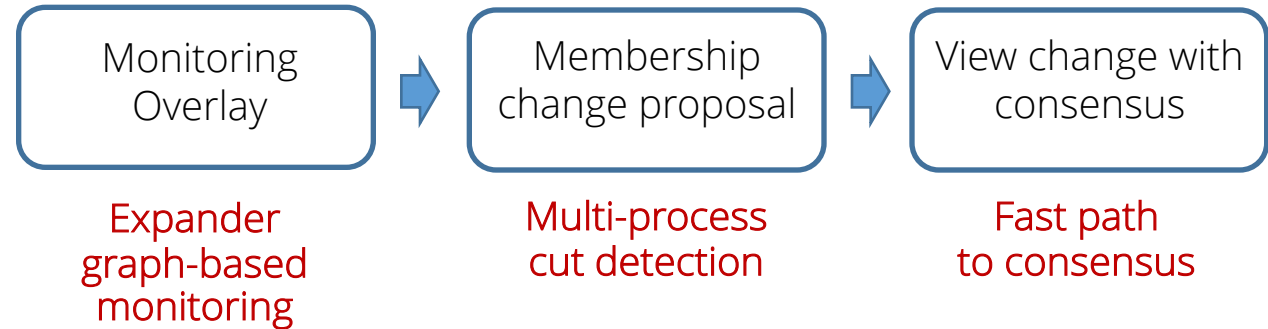 Monitoring
Overlay
Membership
change proposal
View change with
consensus
Expander
graph-based
monitoring
Multi-process
cut detection
Fast path
to consensus